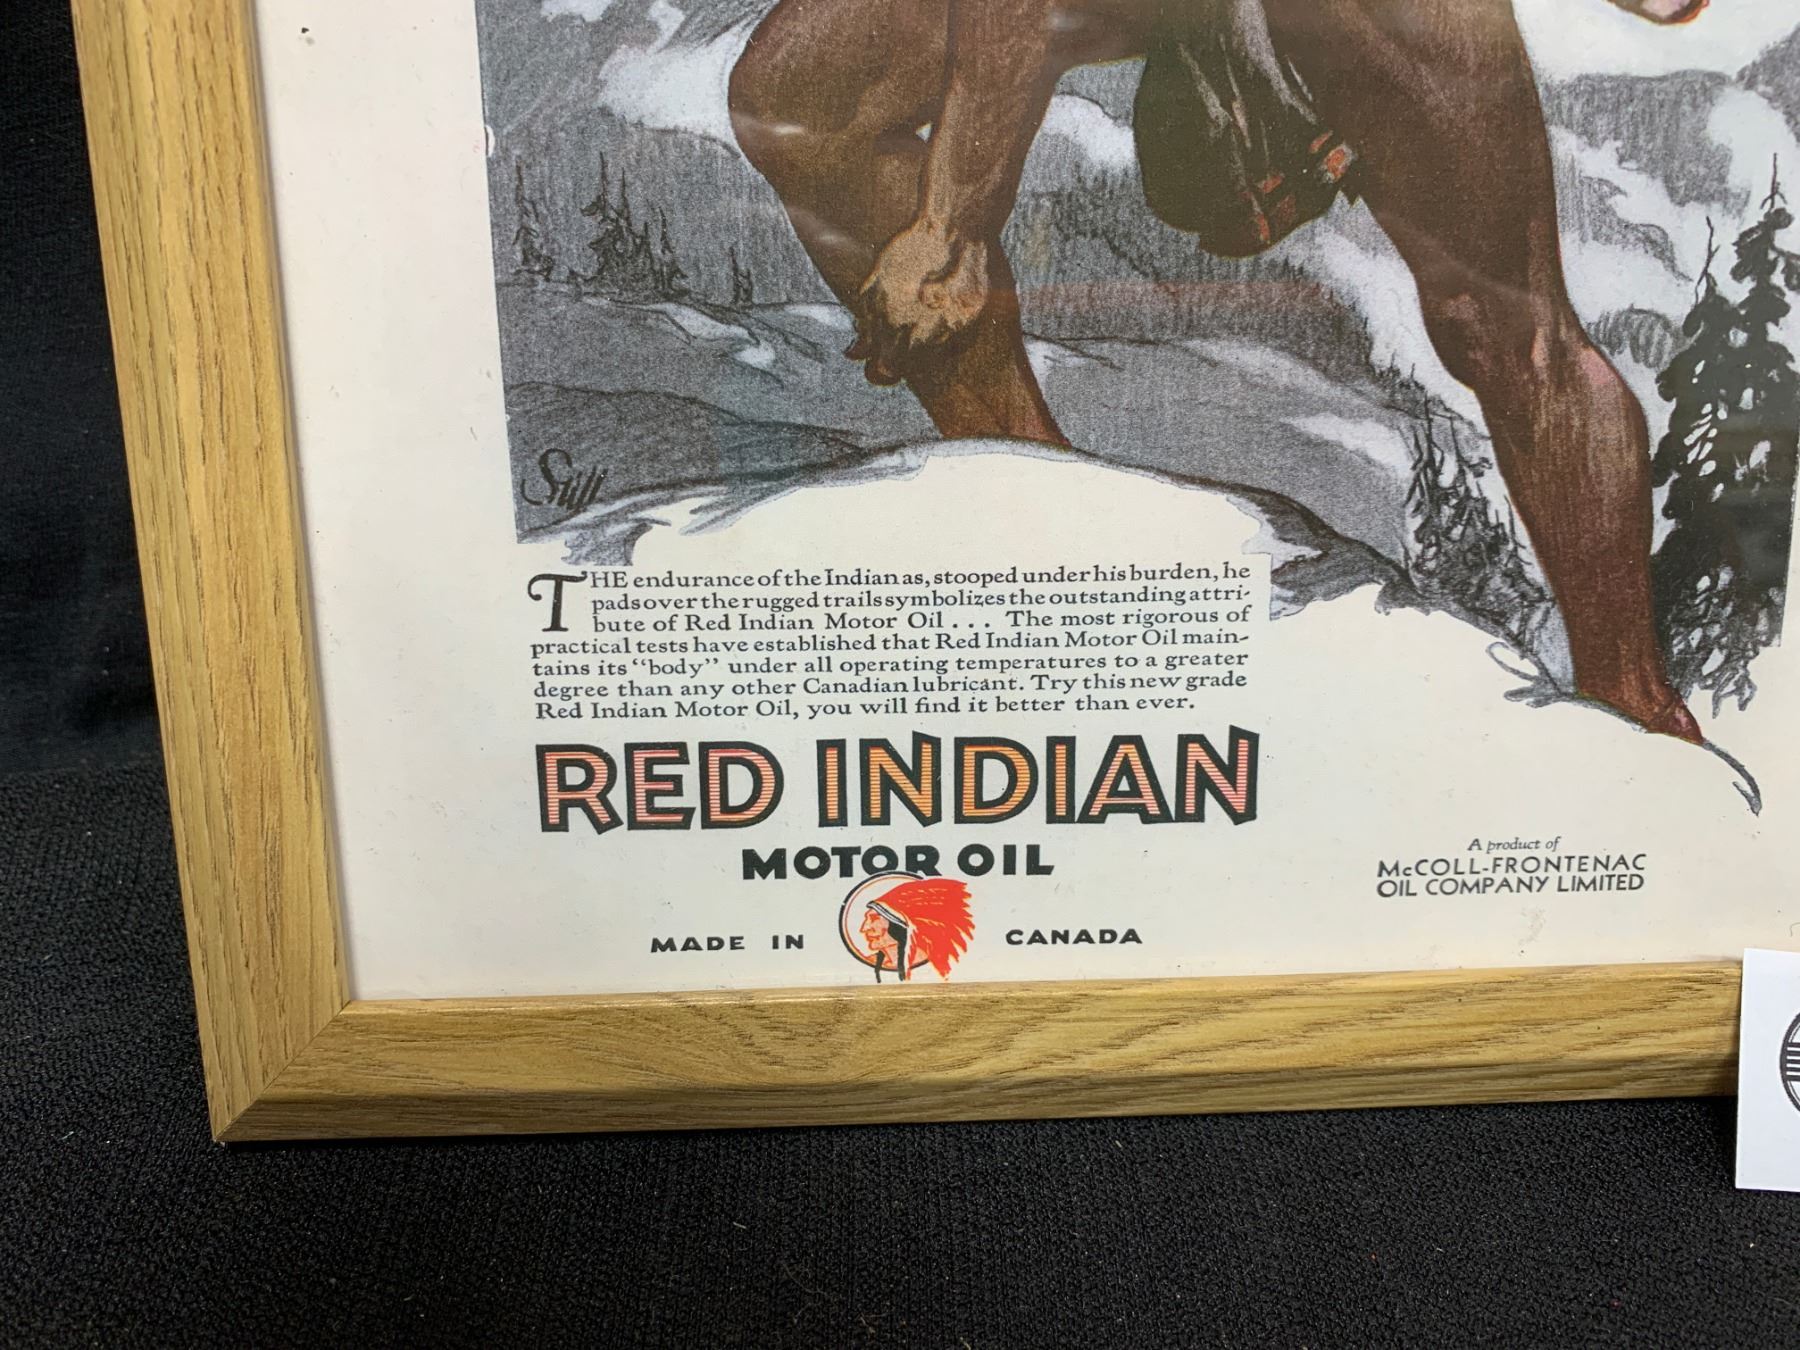 Still
THE endurance of the Indian as, stooped under his burden, he
pads over the rugged trails symbolizes the outstanding attri-
bute of Red Indian Motor Oil . . . The most rigorous of
practical tests have established that Red Indian Motor Oil main-
tains its "body" under all operating temperatures to a greater
degree than any other Canadian lubricant. Try this new grade
Red Indian Motor Oil, you will find it better than ever.
RED INDIAN
MOTOR OIL
MADE IN CANADA
A product of
McCOLL-FRONTENAC
OIL COMPANY LIMITED